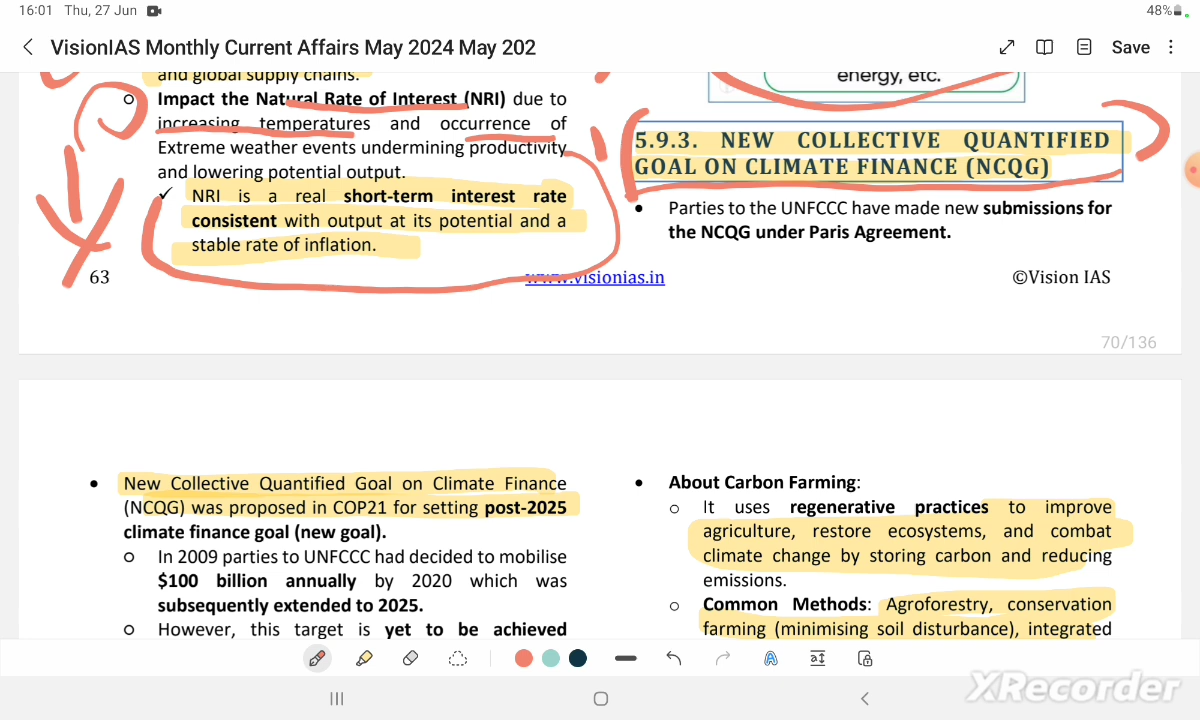 16:01 Thu, 27 Jun
48%
VisionIAS Monthly Current Affairs May 2024 May 202
Save
and global supply chains.
Impact the Natural Rate of Interest (NRI) due to
increasing temperatures and occurrence of
Extreme weather events undermining productivity
and lowering potential output.
NRI is a real short-term interest rate
consistent with output at its potential and a
stable rate of inflation.
energy, etc.
5.9.3. NEW COLLECTIVE QUANTIFIED
GOAL ON CLIMATE FINANCE (NCQG)
Parties to the UNFCCC have made new submissions for
the NCQG under Paris Agreement.
63
www.visionias.in
©Vision IAS
70/136
New Collective Quantified Goal on Climate Finance
(NCQG) was proposed in COP21 for setting post-2025
climate finance goal (new goal).
In 2009 parties to UNFCCC had decided to mobilise
$100 billion annually by 2020 which was
subsequently extended to 2025.
However, this target is yet to be achieved
About Carbon Farming:
It uses regenerative practices to improve
agriculture, restore ecosystems, and combat
climate change by storing carbon and reducing
emissions.
Common Methods: Agroforestry, conservation
farming (minimising soil disturbance), integrated
XRecorder